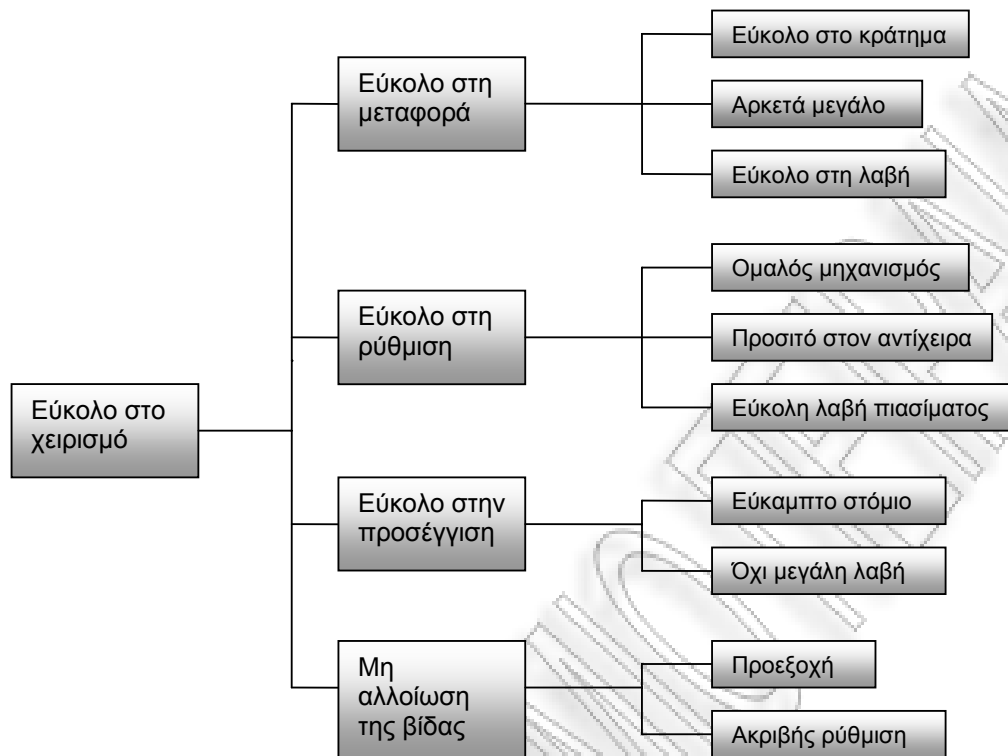 Εύκολο στο
χειρισμό
Εύκολο στη
μεταφορά
Εύκολο στο κράτημα
Αρκετά μεγάλο
Εύκολο στη λαβή
Εύκολο στη
ρύθμιση
Ομαλός μηχανισμός
Προσιτό στον αντίχειρα
Εύκολη λαβή πιασίματος
Εύκολο στην
προσέγγιση
Εύκαμπτο στόμιο
Όχι μεγάλη λαβή
Μη
αλλοίωση
της βίδας
Προεξοχή
Ακριβής ρύθμιση